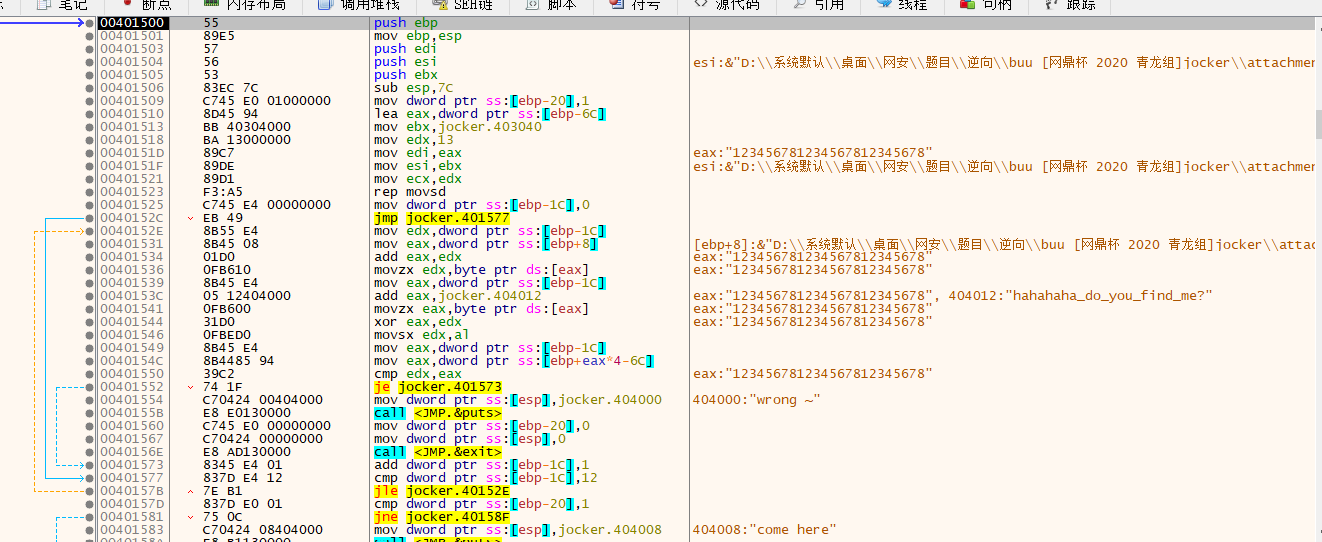 笔记 断点 内存布局 调用堆栈 SEH链 脚本 符号 源代码 引用 线程 句柄 跟踪
00401500 55 push ebp
00401501 89E5 mov ebp,esp
00401503 57 push edi
00401504 56 push esi esi:&"D:\\系统默认\\桌面\\网安\\题目\\逆向\\buu [网鼎杯 2020 青龙组]jocker\\attachmen
00401505 53 push ebx
00401506 83EC 7C sub esp,7C
00401509 C745 E0 01000000 mov dword ptr ss:[ebp-20],1
00401510 8D45 94 lea eax,dword ptr ss:[ebp-6C]
00401513 BB 40304000 mov ebx,jocker.403040
00401518 BA 13000000 mov edx,13
0040151D 89C7 mov edi,eax eax:"123456781234567812345678"
0040151F 89DE mov esi,ebx esi:&"D:\\系统默认\\桌面\\网安\\题目\\逆向\\buu [网鼎杯 2020 青龙组]jocker\\attachmen
00401521 89D1 mov ecx,edx
00401523 F3:A5 rep movsd
00401525 C745 E4 00000000 mov dword ptr ss:[ebp-1C],0
0040152C EB 49 jmp jocker.401577
0040152E 8B55 E4 mov edx,dword ptr ss:[ebp-1C]
00401531 8B45 08 mov eax,dword ptr ss:[ebp+8] [ebp+8]:&"D:\\系统默认\\桌面\\网安\\题目\\逆向\\buu [网鼎杯 2020 青龙组]jocker\\attac
00401534 01D0 add eax,edx eax:"123456781234567812345678"
00401536 0FB610 movzx edx,byte ptr ds:[eax] eax:"123456781234567812345678"
00401539 8B45 E4 mov eax,dword ptr ss:[ebp-1C]
0040153C 05 12404000 add eax,jocker.404012 eax:"123456781234567812345678", 404012:"hahahaha_do_you_find_me?"
00401541 0FB600 movzx eax,byte ptr ds:[eax] eax:"123456781234567812345678"
00401544 31D0 xor eax,edx eax:"123456781234567812345678"
00401546 0FBED0 movsx edx,al
00401549 8B45 E4 mov eax,dword ptr ss:[ebp-1C]
0040154C 8B4485 94 mov eax,dword ptr ss:[ebp+eax*4-6C]
00401550 39C2 cmp edx,eax eax:"123456781234567812345678"
00401552 74 1F je jocker.401573
00401554 C70424 00404000 mov dword ptr ss:[esp],jocker.404000 404000:"wrong ~"
0040155B E8 E0130000 call <JMP.&puts>
00401560 C745 E0 00000000 mov dword ptr ss:[ebp-20],0
00401567 C70424 00000000 mov dword ptr ss:[esp],0
0040156E E8 AD130000 call <JMP.&exit>
00401573 8345 E4 01 add dword ptr ss:[ebp-1C],1
00401577 837D E4 12 cmp dword ptr ss:[ebp-1C],12
0040157B 7E B1 jle jocker.40152E
0040157D 837D E0 01 cmp dword ptr ss:[ebp-20],1
00401581 75 0C jne jocker.40158F
00401583 C70424 08404000 mov dword ptr ss:[esp],jocker.404008 404008:"come here"